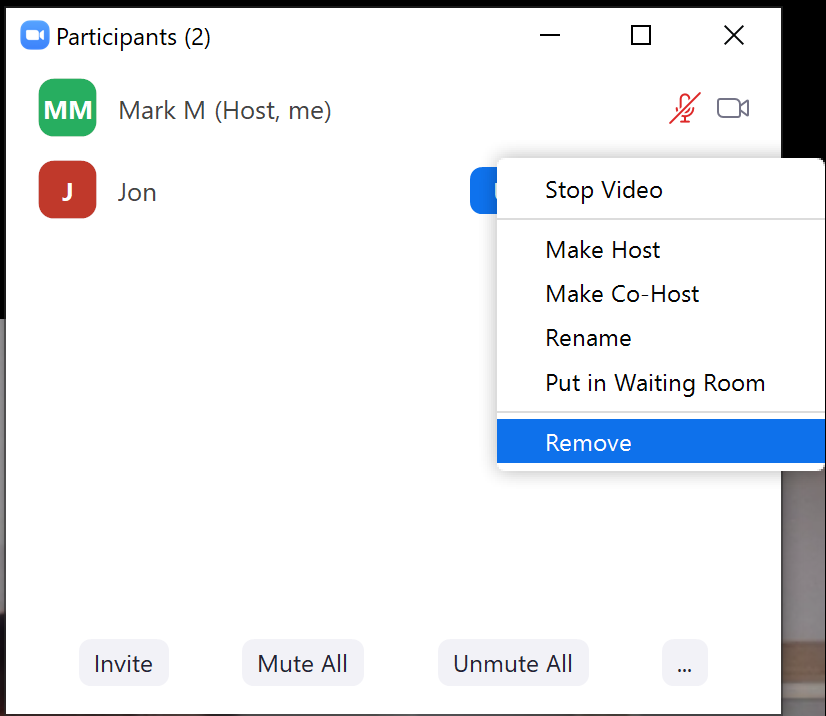 Participants (2)
MM Mark M (Host, me)
J Jon
Stop Video
Make Host
Make Co-Host
Rename
Put in Waiting Room
Remove
Invite Mute All Unmute All ...